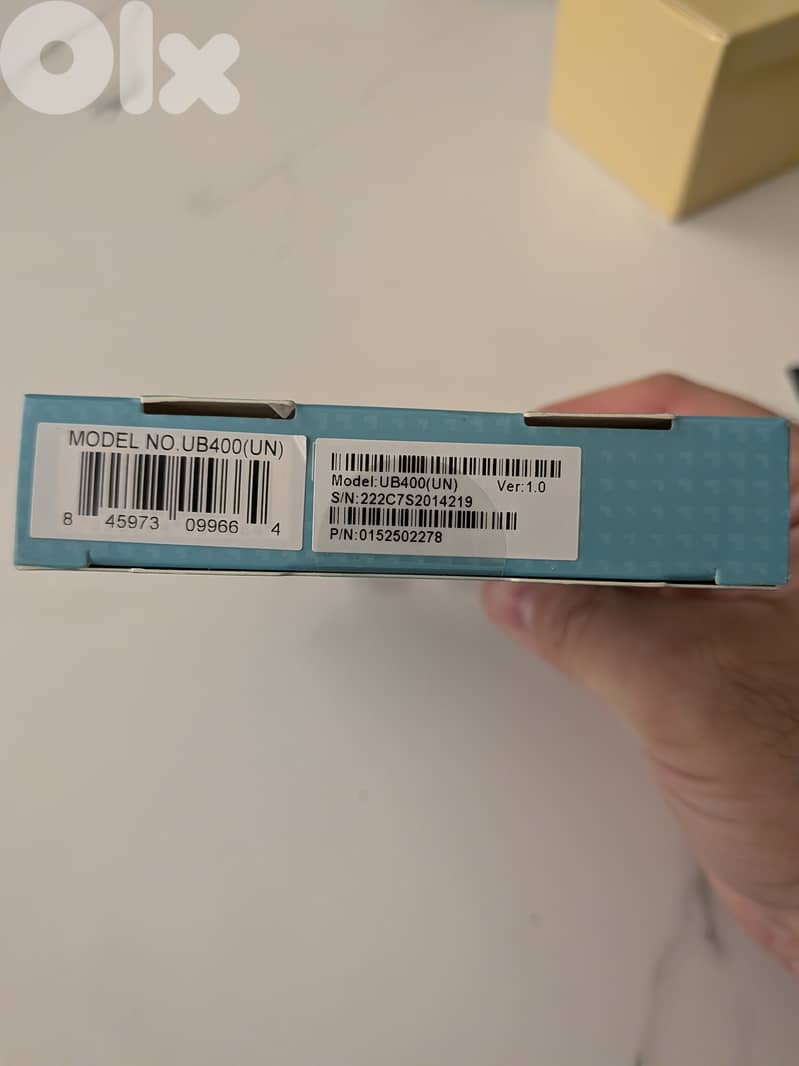 olx
MODEL NO.UB400(UN)
8 45973 09966 4
Model:UB400(UN) Ver:1.0
S/N:222C7S2014219
P/N:0152502278